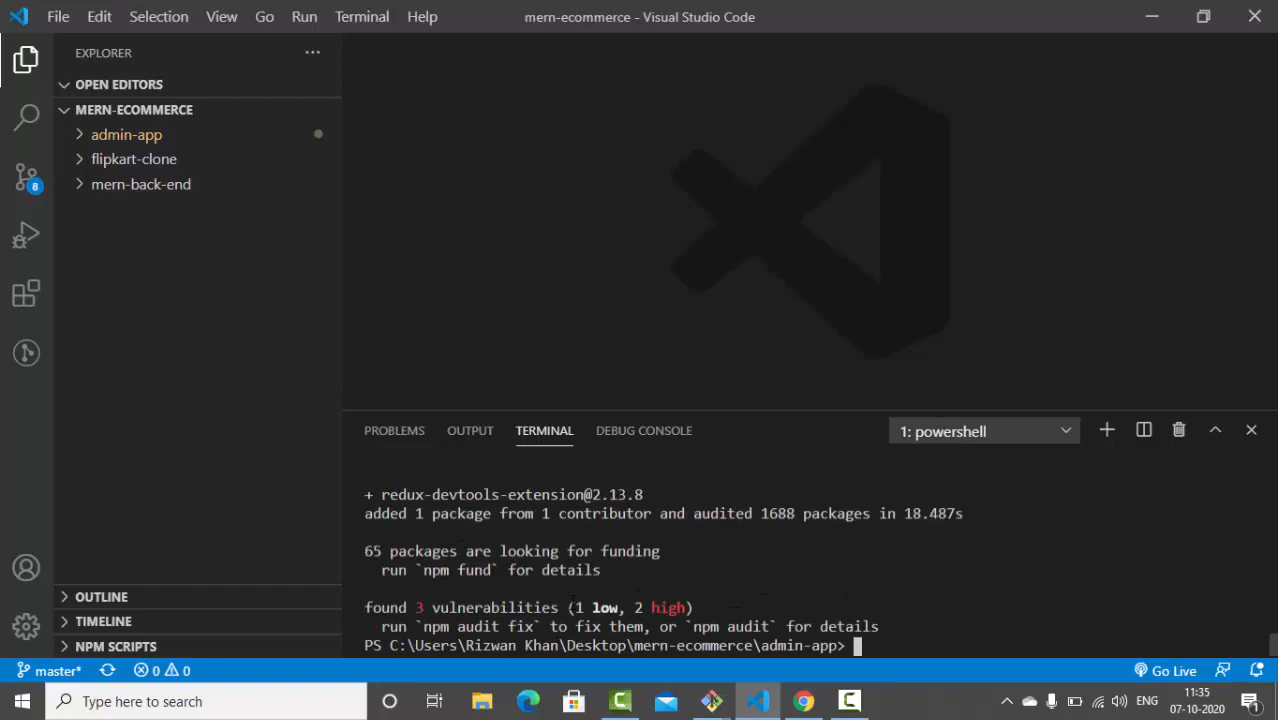 File Edit Selection View Go Run Terminal Help mern-ecommerce - Visual Studio Code
EXPLORER
OPEN EDITORS
MERN-ECOMMERCE
admin-app
flipkart-clone
8
mern-back-end
PROBLEMS OUTPUT TERMINAL DEBUG CONSOLE 1: powershell
+ redux-devtools-extension@2.13.8
added 1 package from 1 contributor and audited 1688 packages in 18.487s
65 packages are looking for funding
run `npm fund` for details
found 3 vulnerabilities (1 low, 2 high)
run `npm audit fix` to fix them, or `npm audit` for details
PS C:\Users\Rizwan Khan\Desktop\mern-ecommerce\admin-app>
OUTLINE
TIMELINE
NPM SCRIPTS
master* 0 0 Go Live
Type here to search
ENG
11:35
07-10-2020
1